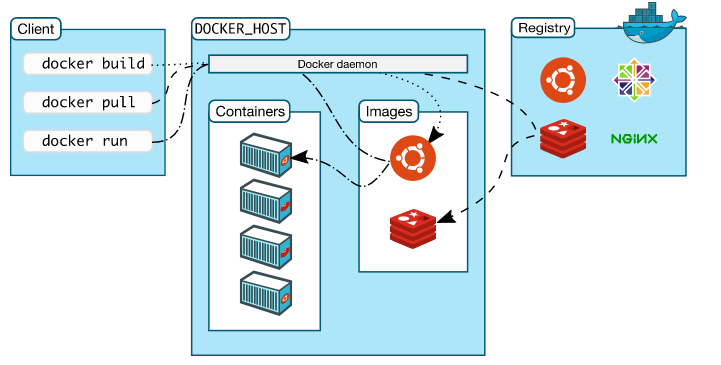 Client
docker build
docker pull
docker run
DOCKER_HOST
Docker daemon
Containers
Images
Registry
NGiNX